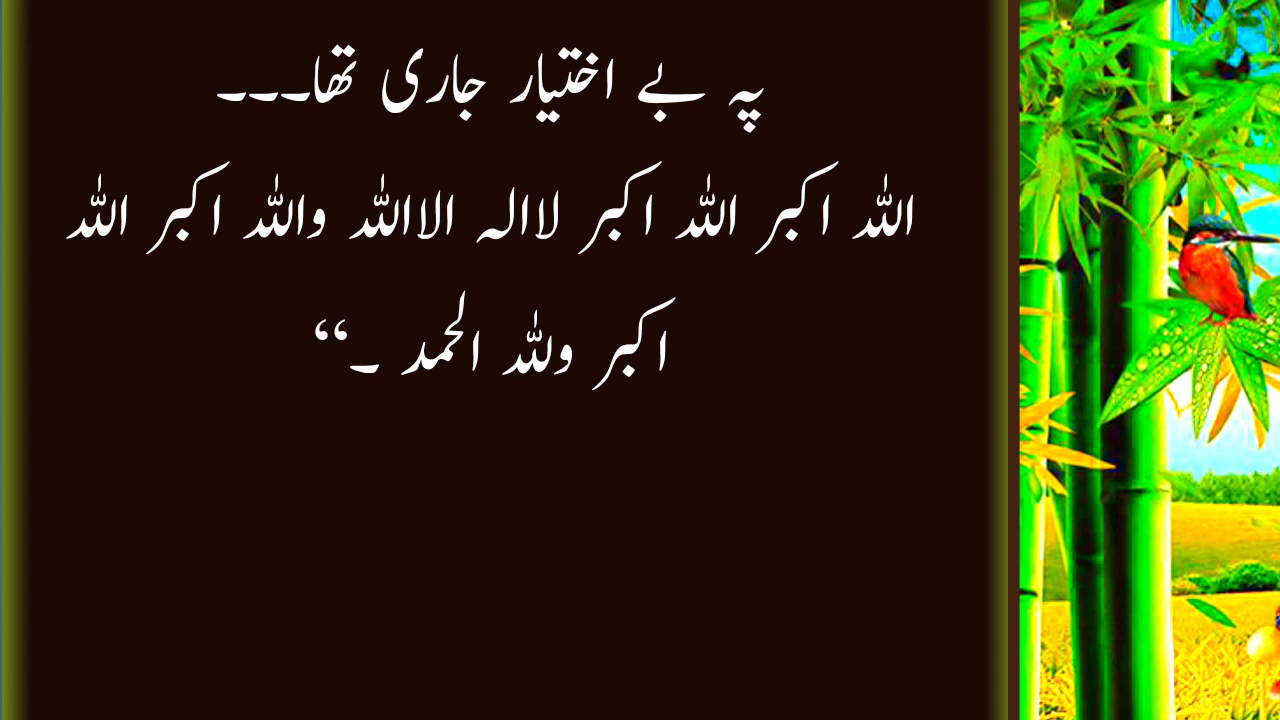 پہ بے اختیار جاری تھا۔۔۔
اللہ اکبر اللہ اکبر لاالہ الااللہ واللہ اکبر اللہ
اکبر وللہ الحمد ۔“